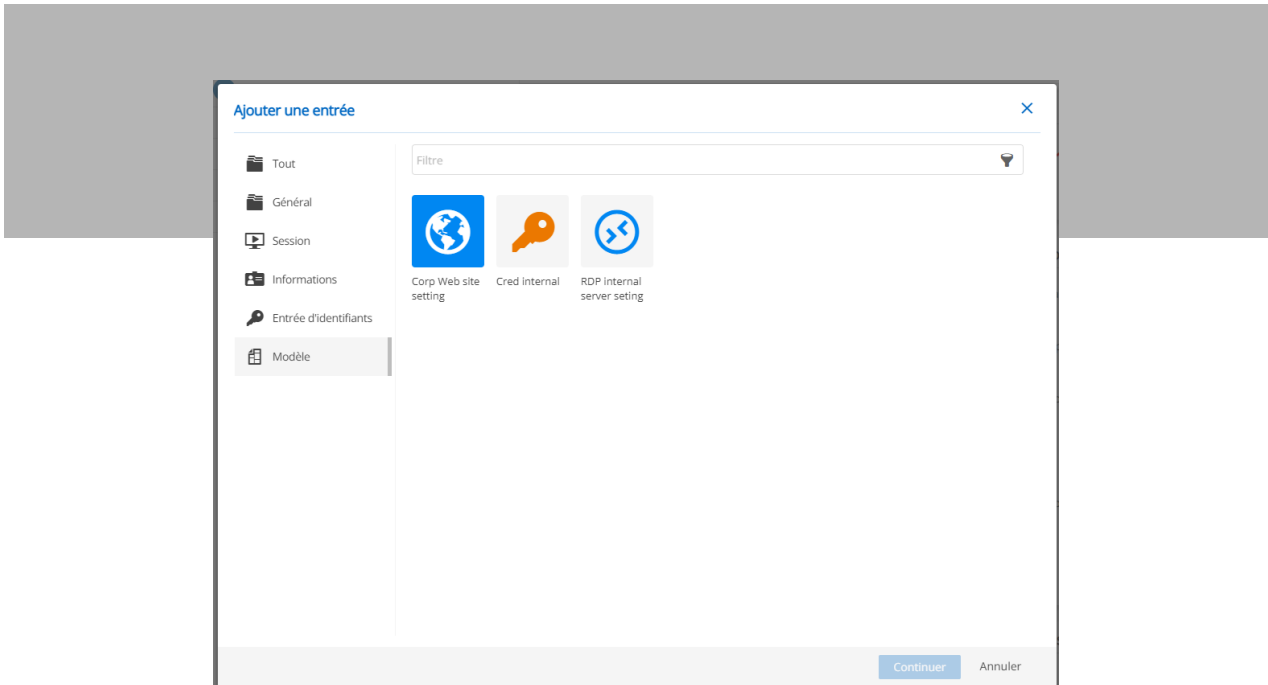 Ajouter une entrée
Tout
Général
Session
Informations
Entrée d'identifiants
Modèle
Filtre
Corp Web site
setting
Cred internal
RDP internal
server seting
Continuer
Annuler